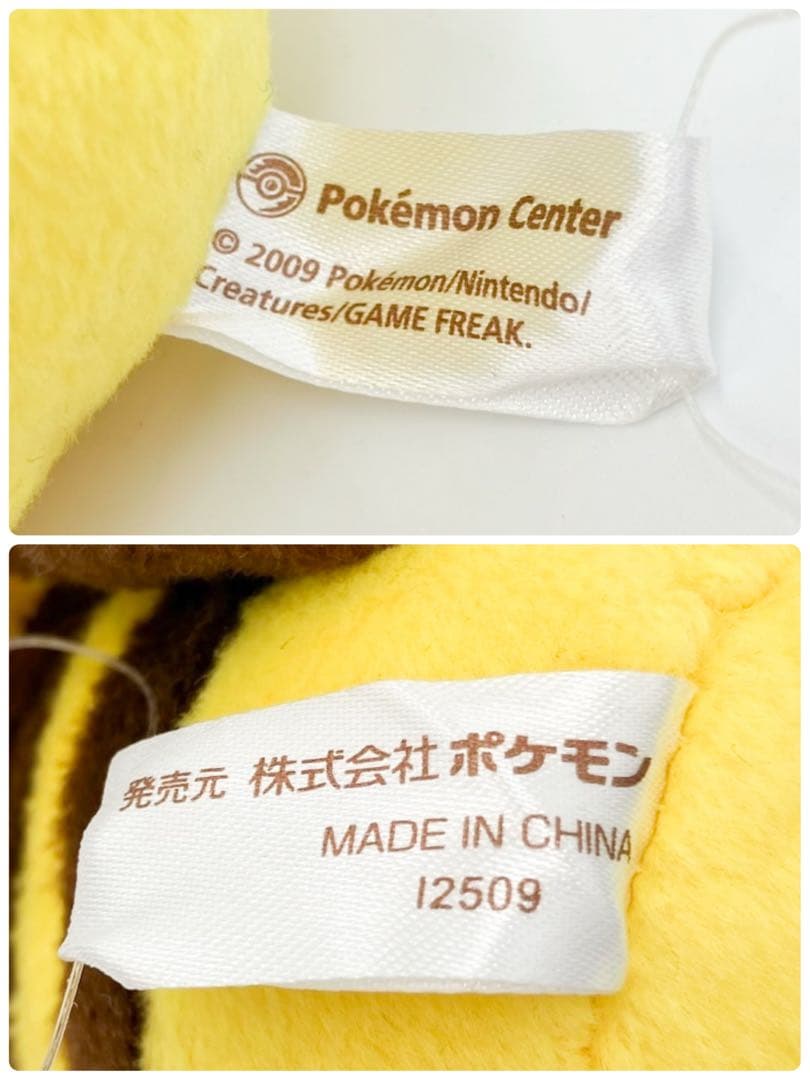 Pokémon Center
© 2009 Pokémon/Nintendo/
Creatures/GAME FREAK.
発売元 株式会社ポケモン
MADE IN CHINA
I2509